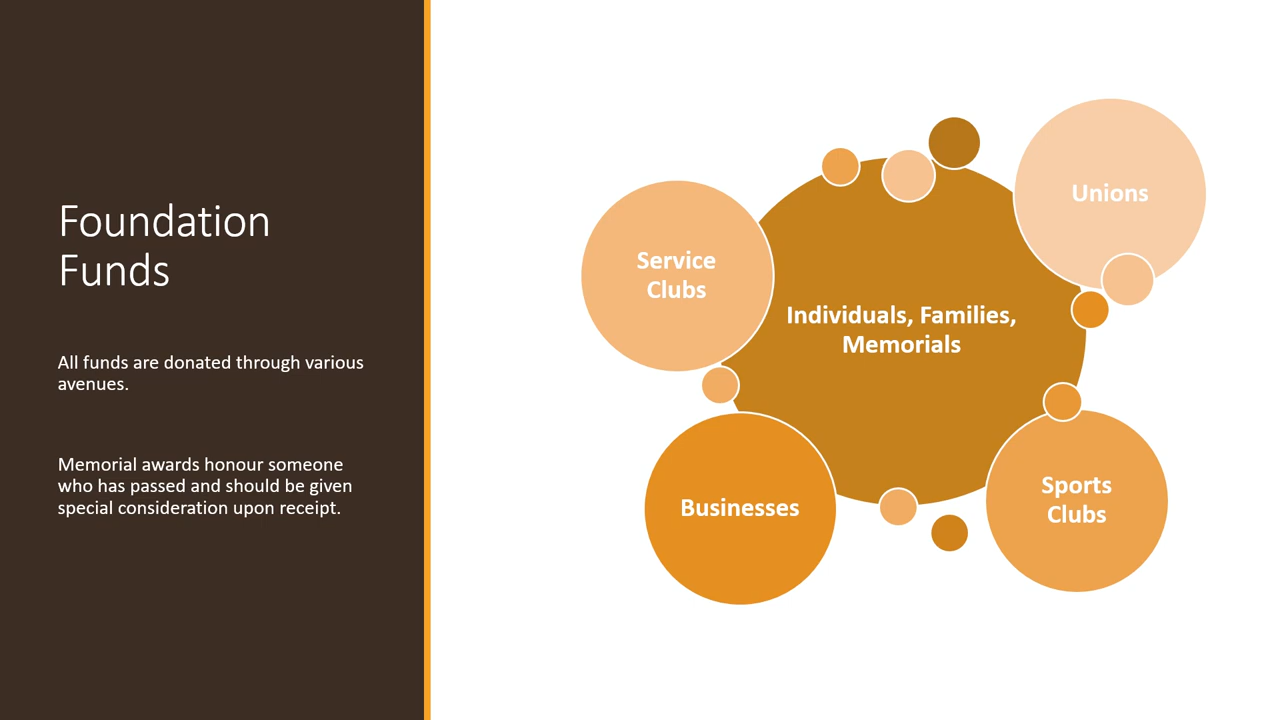 Foundation
Funds
All funds are donated through various
avenues.
Memorial awards honour someone
who has passed and should be given
special consideration upon receipt.
Unions
Service
Clubs
Individuals, Families,
Memorials
Businesses
Sports
Clubs